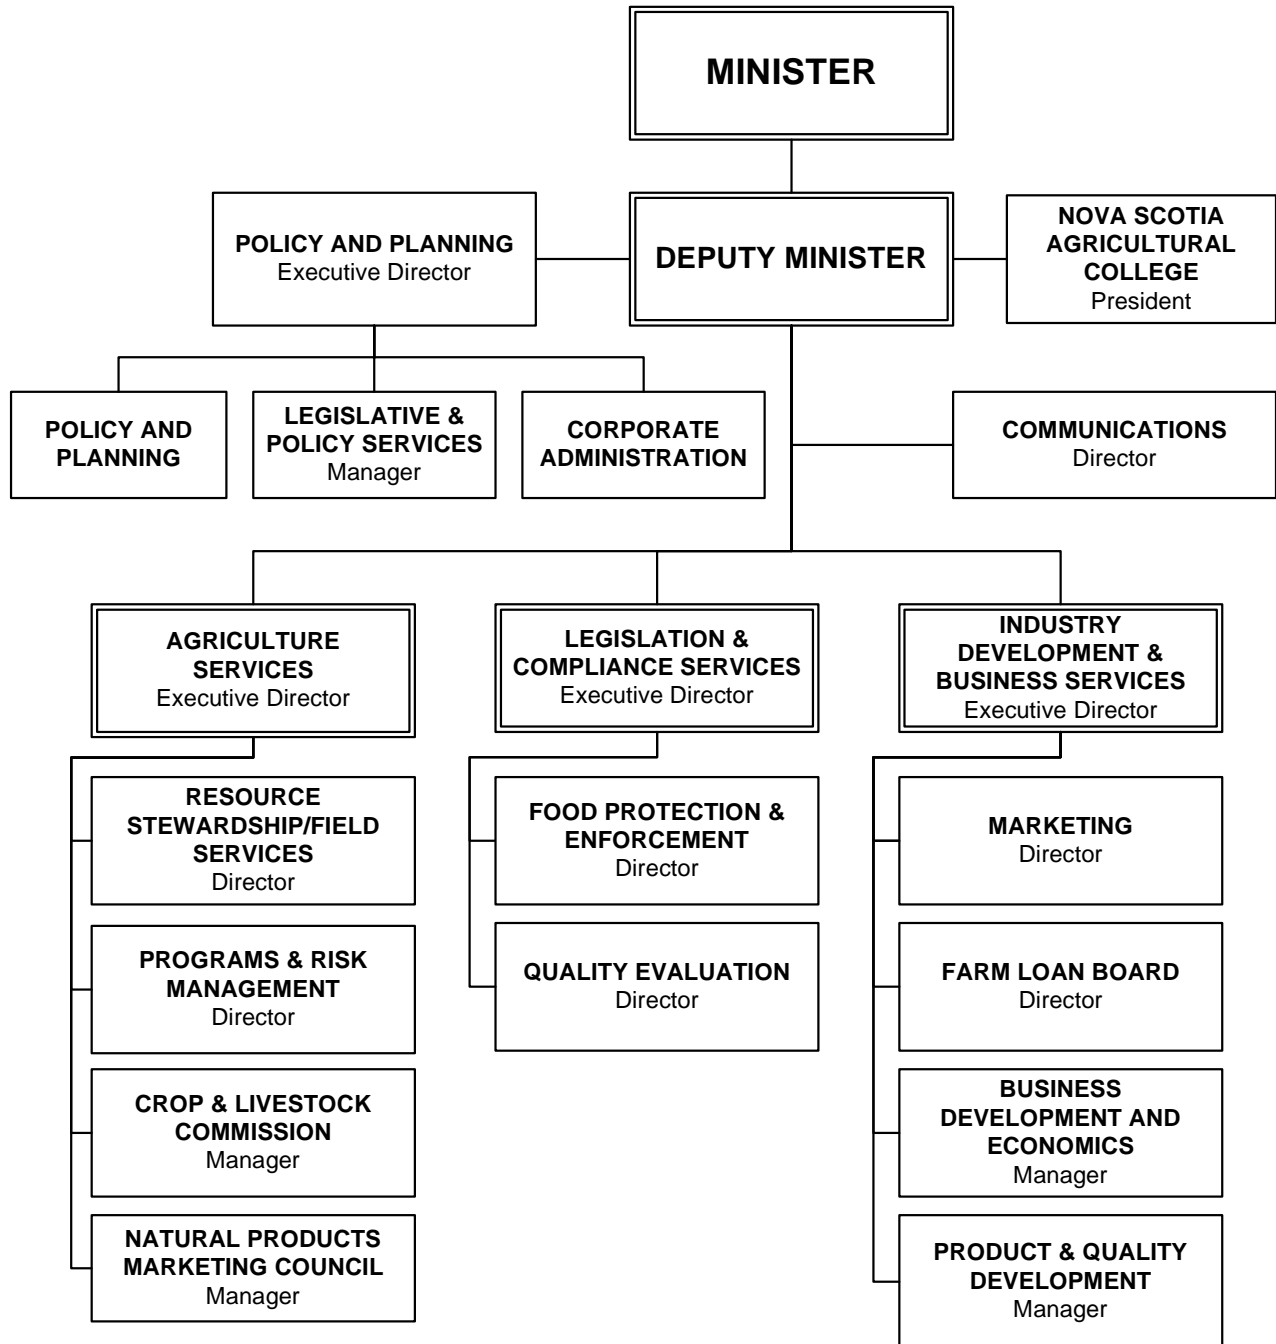 MINISTER
POLICY AND PLANNING
Executive Director
DEPUTY MINISTER
NOVA SCOTIA
AGRICULTURAL
COLLEGE
President
POLICY AND
PLANNING
LEGISLATIVE &
POLICY SERVICES
Manager
CORPORATE
ADMINISTRATION
COMMUNICATIONS
Director
AGRICULTURE
SERVICES
Executive Director
LEGISLATION &
COMPLIANCE SERVICES
Executive Director
INDUSTRY
DEVELOPMENT &
BUSINESS SERVICES
Executive Director
RESOURCE
STEWARDSHIP/FIELD
SERVICES
Director
FOOD PROTECTION &
ENFORCEMENT
Director
MARKETING
Director
PROGRAMS & RISK
MANAGEMENT
Director
QUALITY EVALUATION
Director
FARM LOAN BOARD
Director
CROP & LIVESTOCK
COMMISSION
Manager
BUSINESS
DEVELOPMENT AND
ECONOMICS
Manager
NATURAL PRODUCTS
MARKETING COUNCIL
Manager
PRODUCT & QUALITY
DEVELOPMENT
Manager